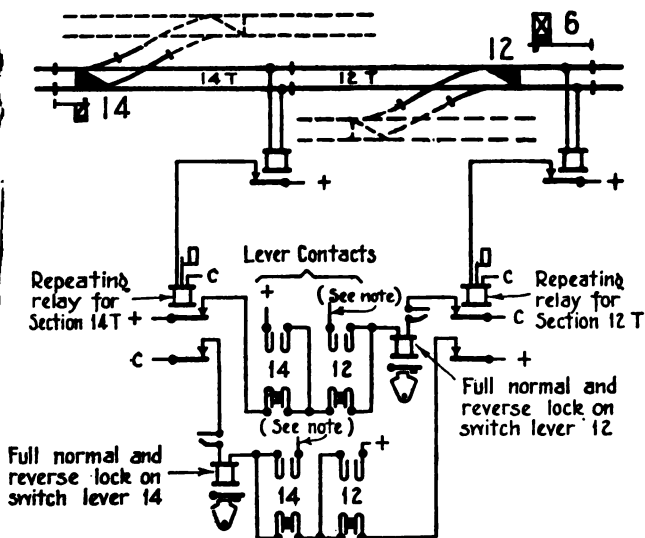 6
12
14 T
12 T
14
+
+
Lever Contacts
C
C
Repeating
relay for
Section 14T
+
+
(See note)
Repeating
relay for
Section 12 T
C
C
+
14
12
(See note)
Full normal and
reverse lock on
switch lever 12
Full normal and
reverse lock on
switch lever 14
+
14
12